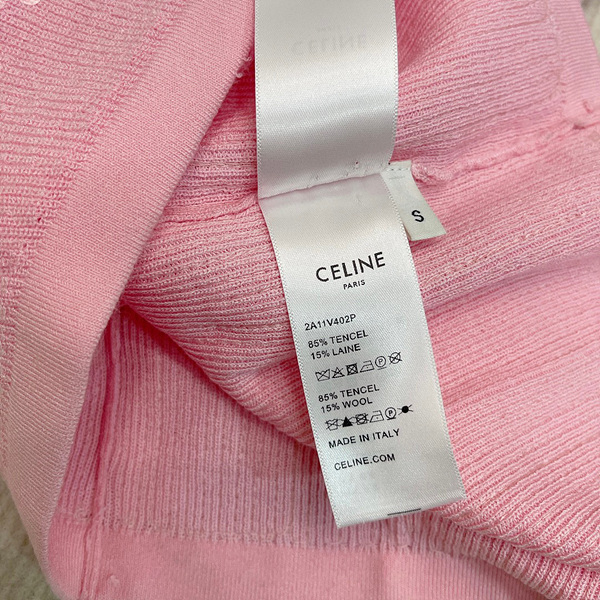 CELINE
S
CELINE
PARIS
2A11V402P
85% TENCEL
15% LAINE
85% TENCEL
15% WOOL
MADE IN ITALY
CELINE.COM